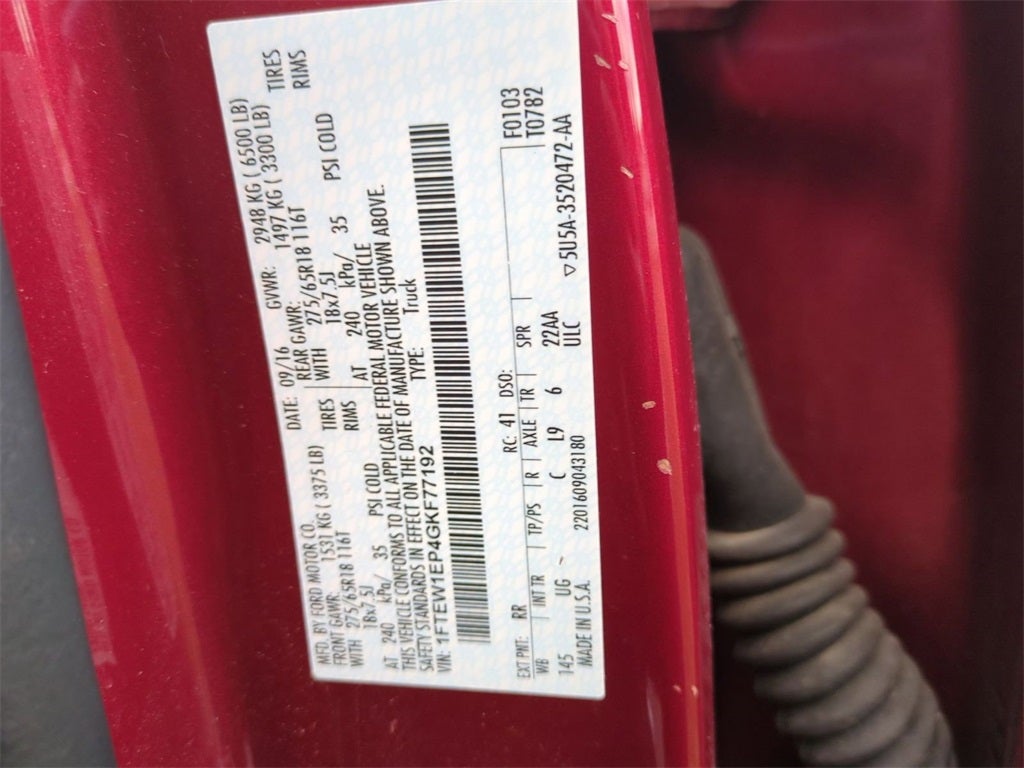 MFD. BY FORD MOTOR CO.
DATE: 09/16 GVWR: 2948 KG ( 6500 LB)
FRONT GAWR: 1531 KG ( 3375 LB)
REAR GAWR: 1497 KG ( 3300 LB)
WITH 275/65R18 116T TIRES
WITH 275/65R18 116T TIRES
18x7.5J RIMS
18x7.5J RIMS
AT 240 kPa/ 35 PSI COLD
AT 240 kPa/ 35 PSI COLD
THIS VEHICLE CONFORMS TO ALL APPLICABLE FEDERAL MOTOR VEHICLE
SAFETY STANDARDS IN EFFECT ON THE DATE OF MANUFACTURE SHOWN ABOVE.
VIN: 1FTEW1EP4GKF77192 TYPE: Truck
EXT PNT: RR RC: 41 DSO: F0103
WB INT TR TP/PS R AXLE TR SPR T0782
145 UG ~ C L9 6 22AA
MADE IN U.S.A. 2201609043180 ULC ▽5U5A-3520472-AA